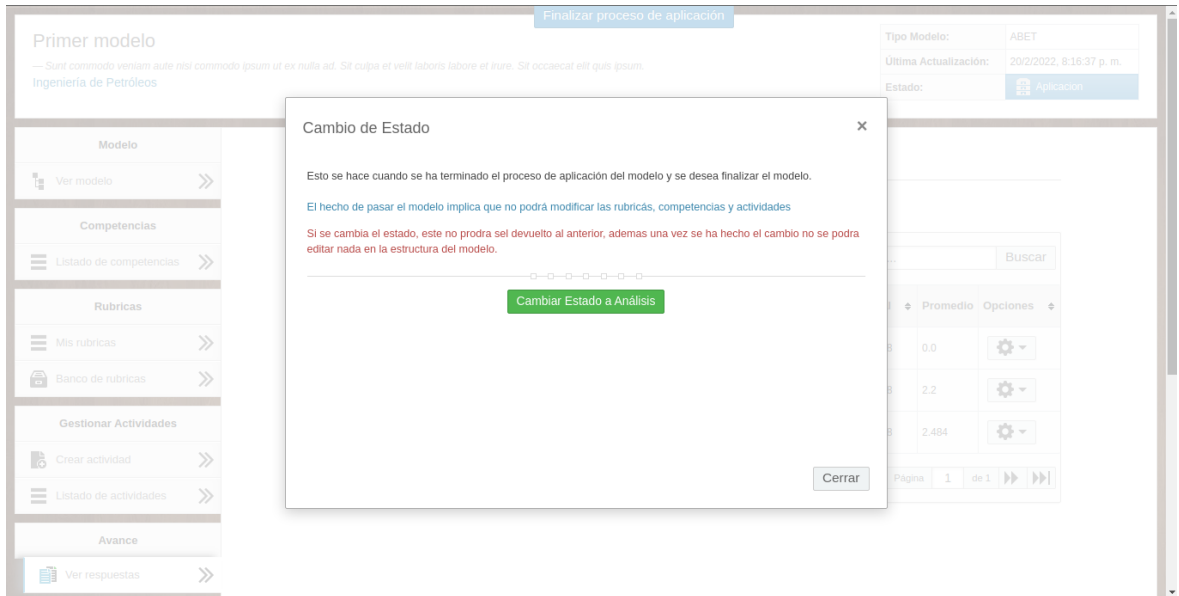 Finalizar proceso de aplicación
Primer modelo
— Sunt commodo veniam aute nisi commodo ipsum ut ex nulla ad. Sit culpa et velit laboris labore et irure. Sit occaecat elit quis ipsum.
Ingeniería de Petróleos
Tipo Modelo: ABET
Última Actualización: 20/2/2022, 8:16:37 p. m.
Estado: Aplicación
Modelo
Ver modelo
Competencias
Listado de competencias
Rubricas
Mis rubricas
Banco de rubricas
Gestionar Actividades
Crear actividad
Listado de actividades
Avance
Ver respuestas
Cambio de Estado ×
Esto se hace cuando se ha terminado el proceso de aplicación del modelo y se desea finalizar el modelo.
El hecho de pasar el modelo implica que no podrá modificar las rubricás, competencias y actividades
Si se cambia el estado, este no prodra sel devuelto al anterior, ademas una vez se ha hecho el cambio no se podra
editar nada en la estructura del modelo.
Cambiar Estado a Análisis
Cerrar
... Buscar
Promedio Opciones
0.0
2.2
2.484
Página 1 de 1